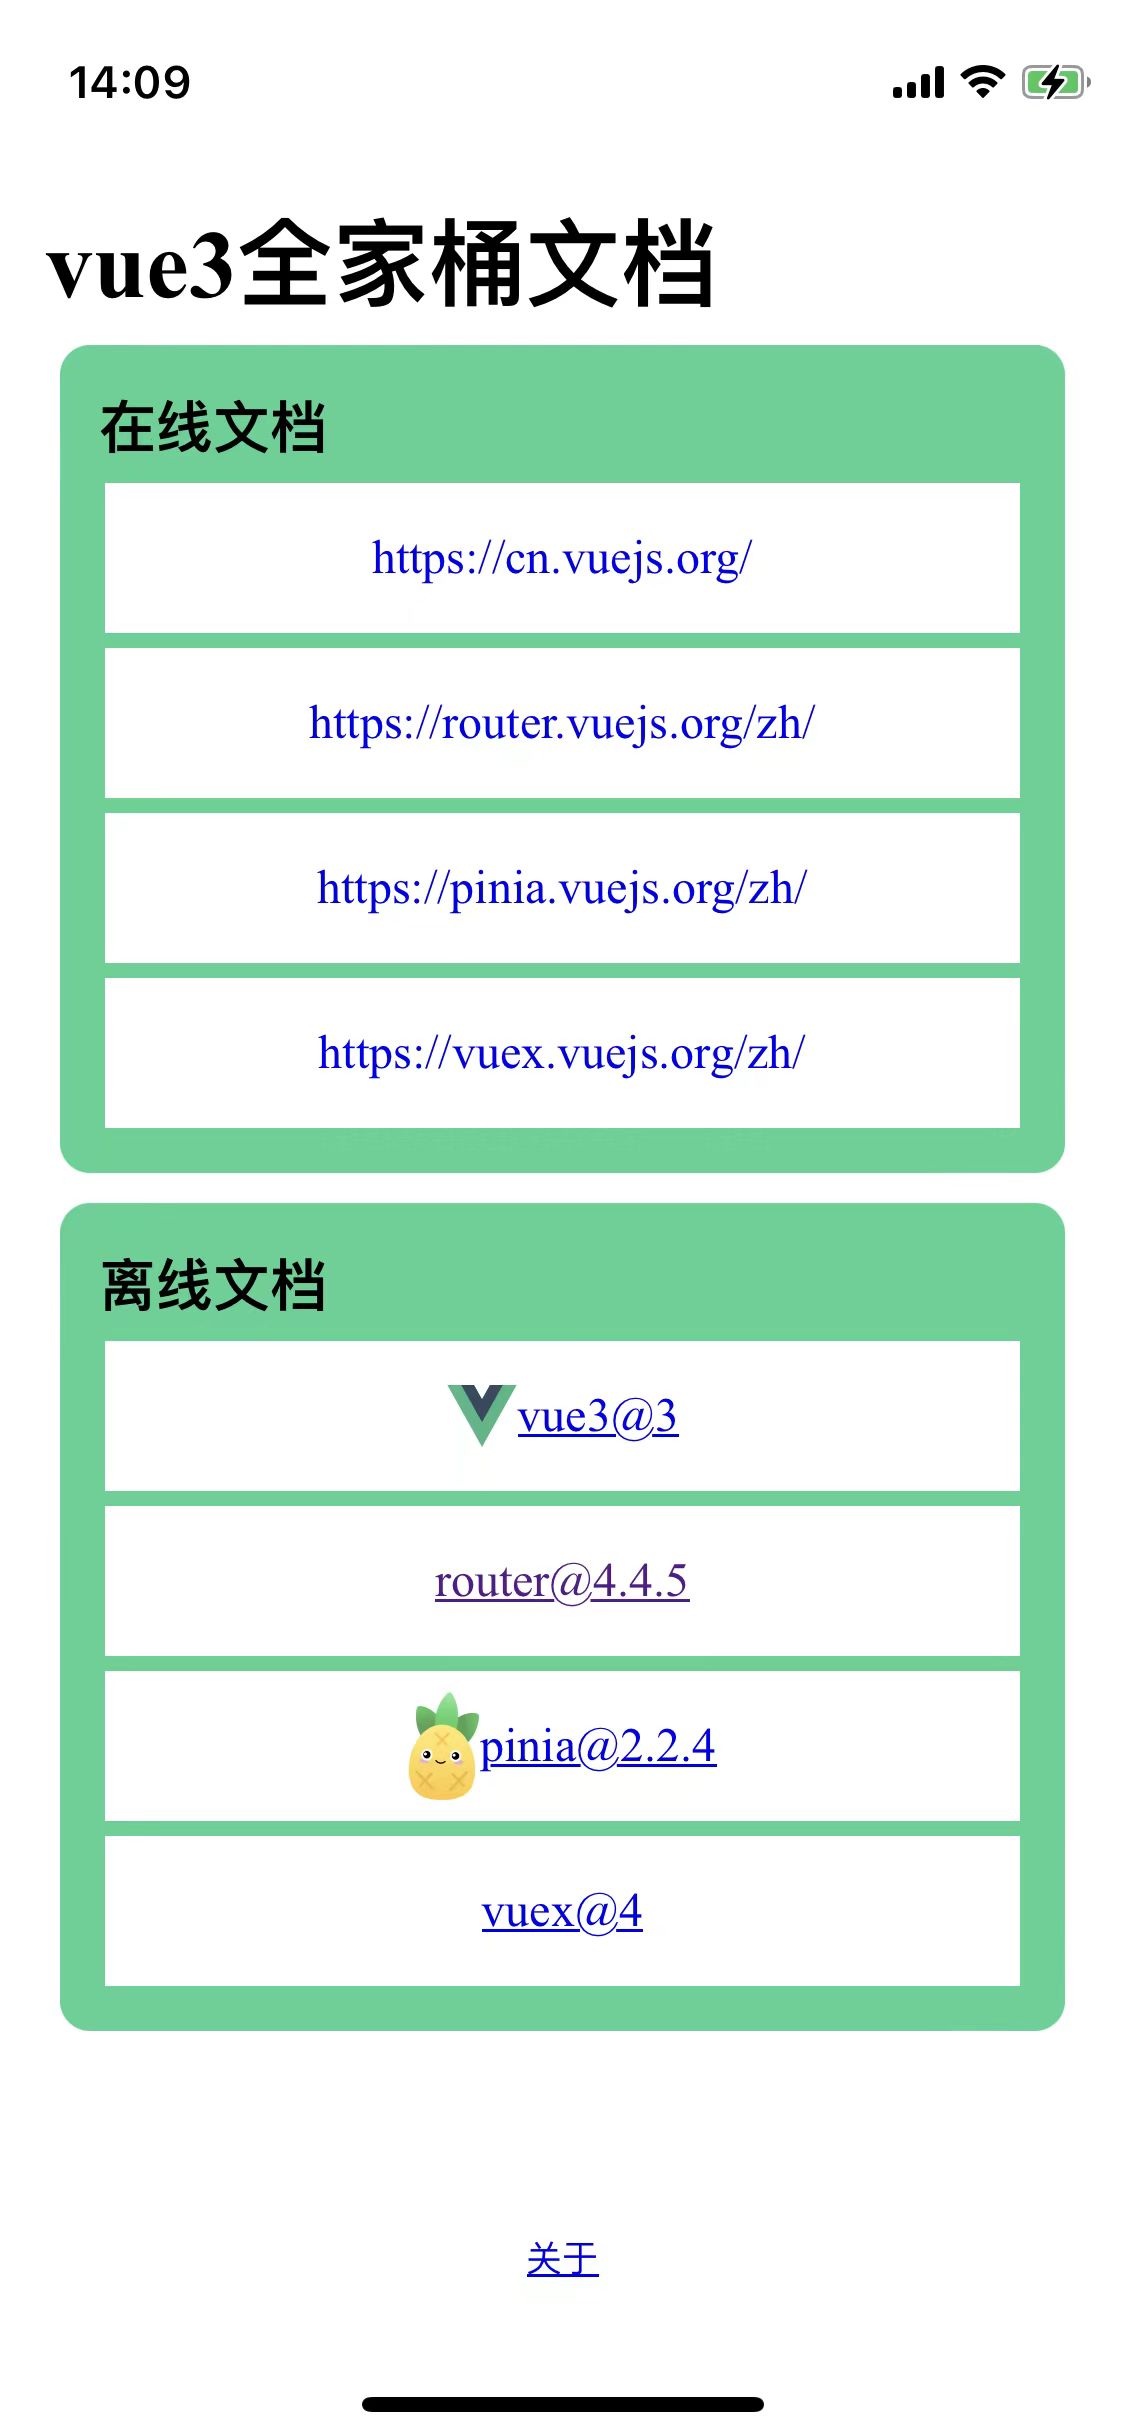 14:09
vue3全家桶文档
在线文档
https://cn.vuejs.org/
https://router.vuejs.org/zh/
https://pinia.vuejs.org/zh/
https://vuex.vuejs.org/zh/
离线文档
vue3@3
router@4.4.5
pinia@2.2.4
vuex@4
关于